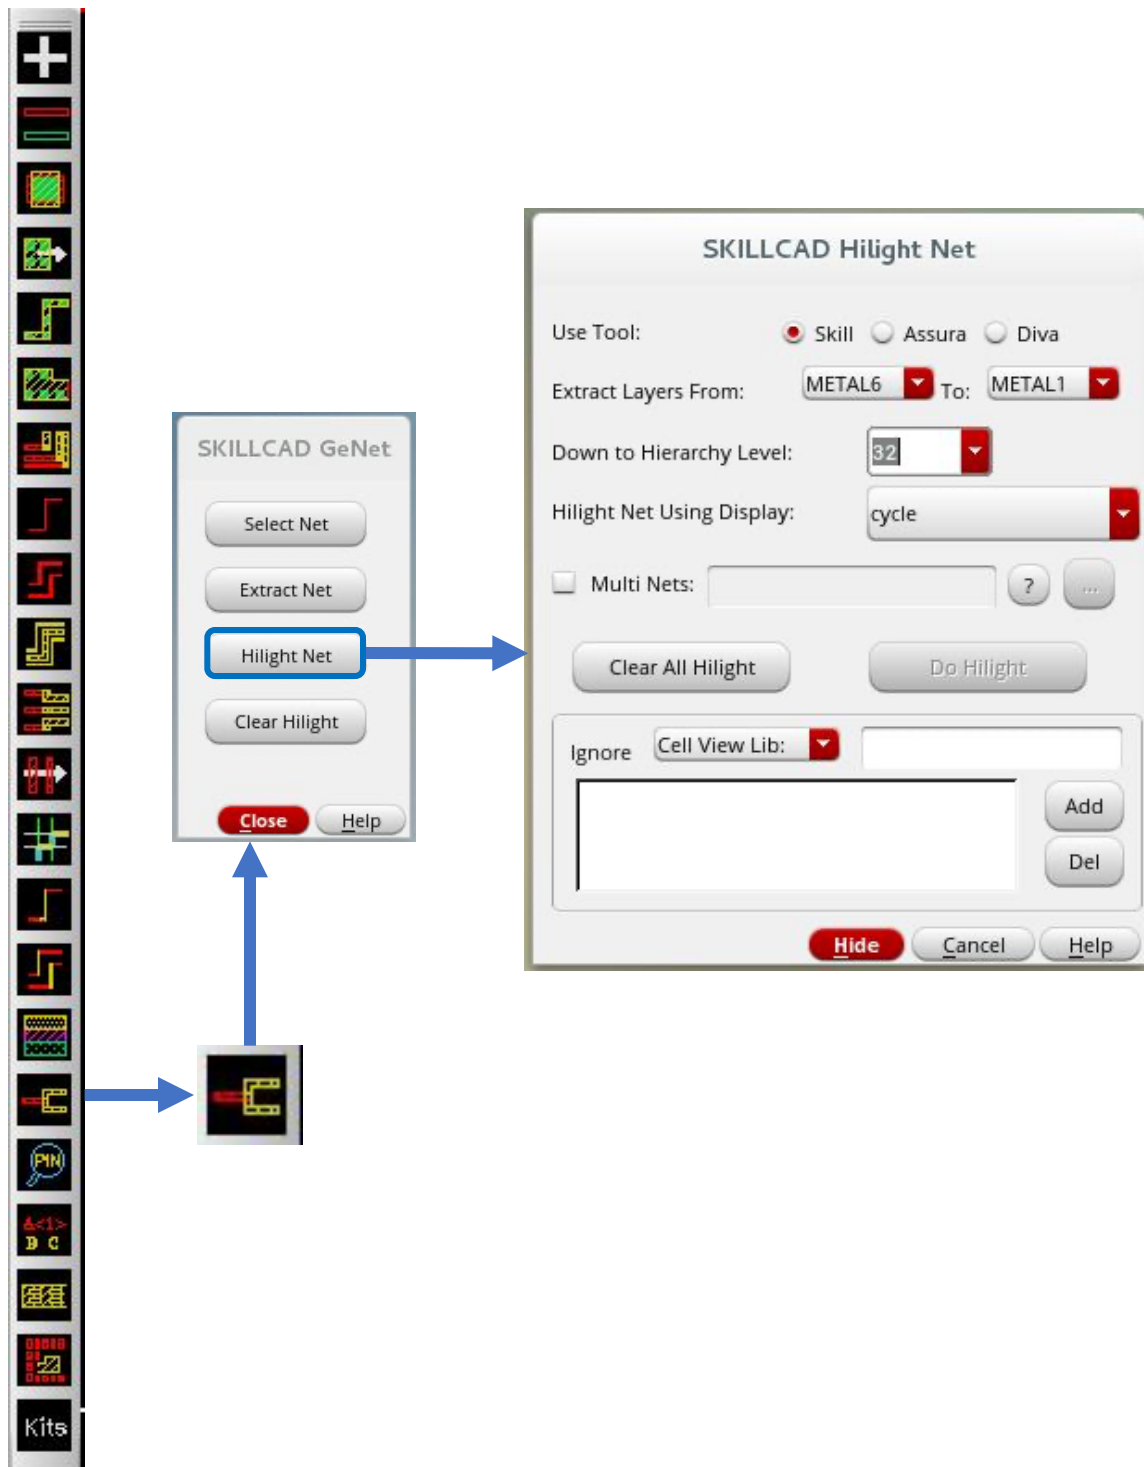 SKILLCAD Hilight Net
Use Tool: Skill Assura Diva
Extract Layers From: METAL6 To: METAL1
Down to Hierarchy Level: 32
Hilight Net Using Display: cycle
Multi Nets: ? ...
Clear All Hilight Do Hilight
Ignore Cell View Lib:
Add
Del
Hide Cancel Help
SKILLCAD GeNet
Select Net
Extract Net
Hilight Net
Clear Hilight
Close Help
PIN
A<1>
B C
Kits